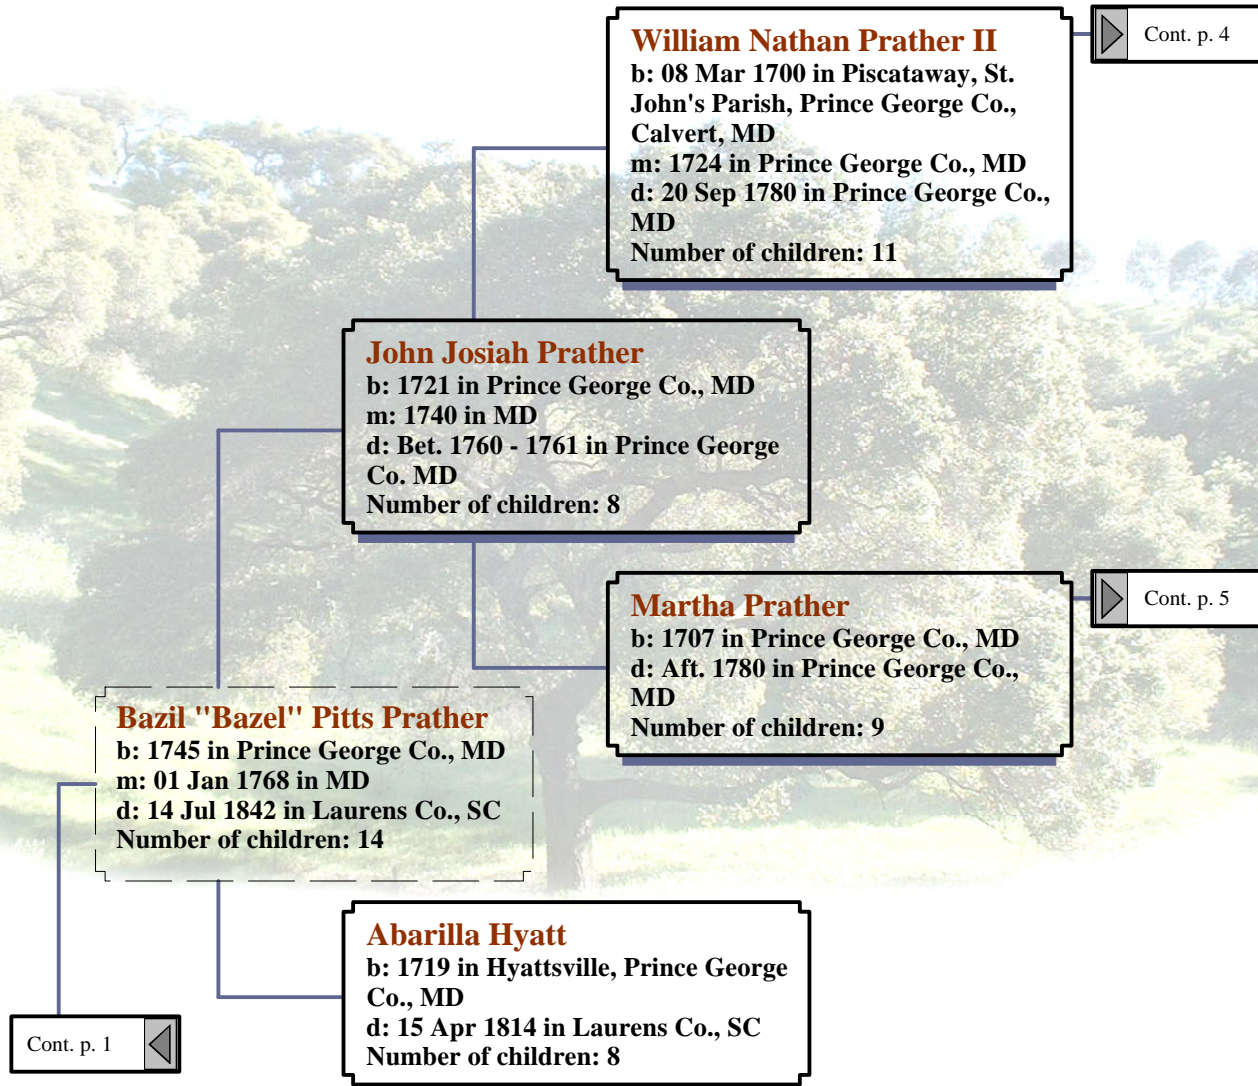 William Nathan Prather II
b: 08 Mar 1700 in Piscataway, St.
John's Parish, Prince George Co.,
Calvert, MD
m: 1724 in Prince George Co., MD
d: 20 Sep 1780 in Prince George Co.,
MD
Number of children: 11
Cont. p. 4
John Josiah Prather
b: 1721 in Prince George Co., MD
m: 1740 in MD
d: Bet. 1760 - 1761 in Prince George
Co. MD
Number of children: 8
Martha Prather
b: 1707 in Prince George Co., MD
d: Aft. 1780 in Prince George Co.,
MD
Number of children: 9
Cont. p. 5
Bazil "Bazel" Pitts Prather
b: 1745 in Prince George Co., MD
m: 01 Jan 1768 in MD
d: 14 Jul 1842 in Laurens Co., SC
Number of children: 14
Abarilla Hyatt
b: 1719 in Hyattsville, Prince George
Co., MD
d: 15 Apr 1814 in Laurens Co., SC
Number of children: 8
Cont. p. 1